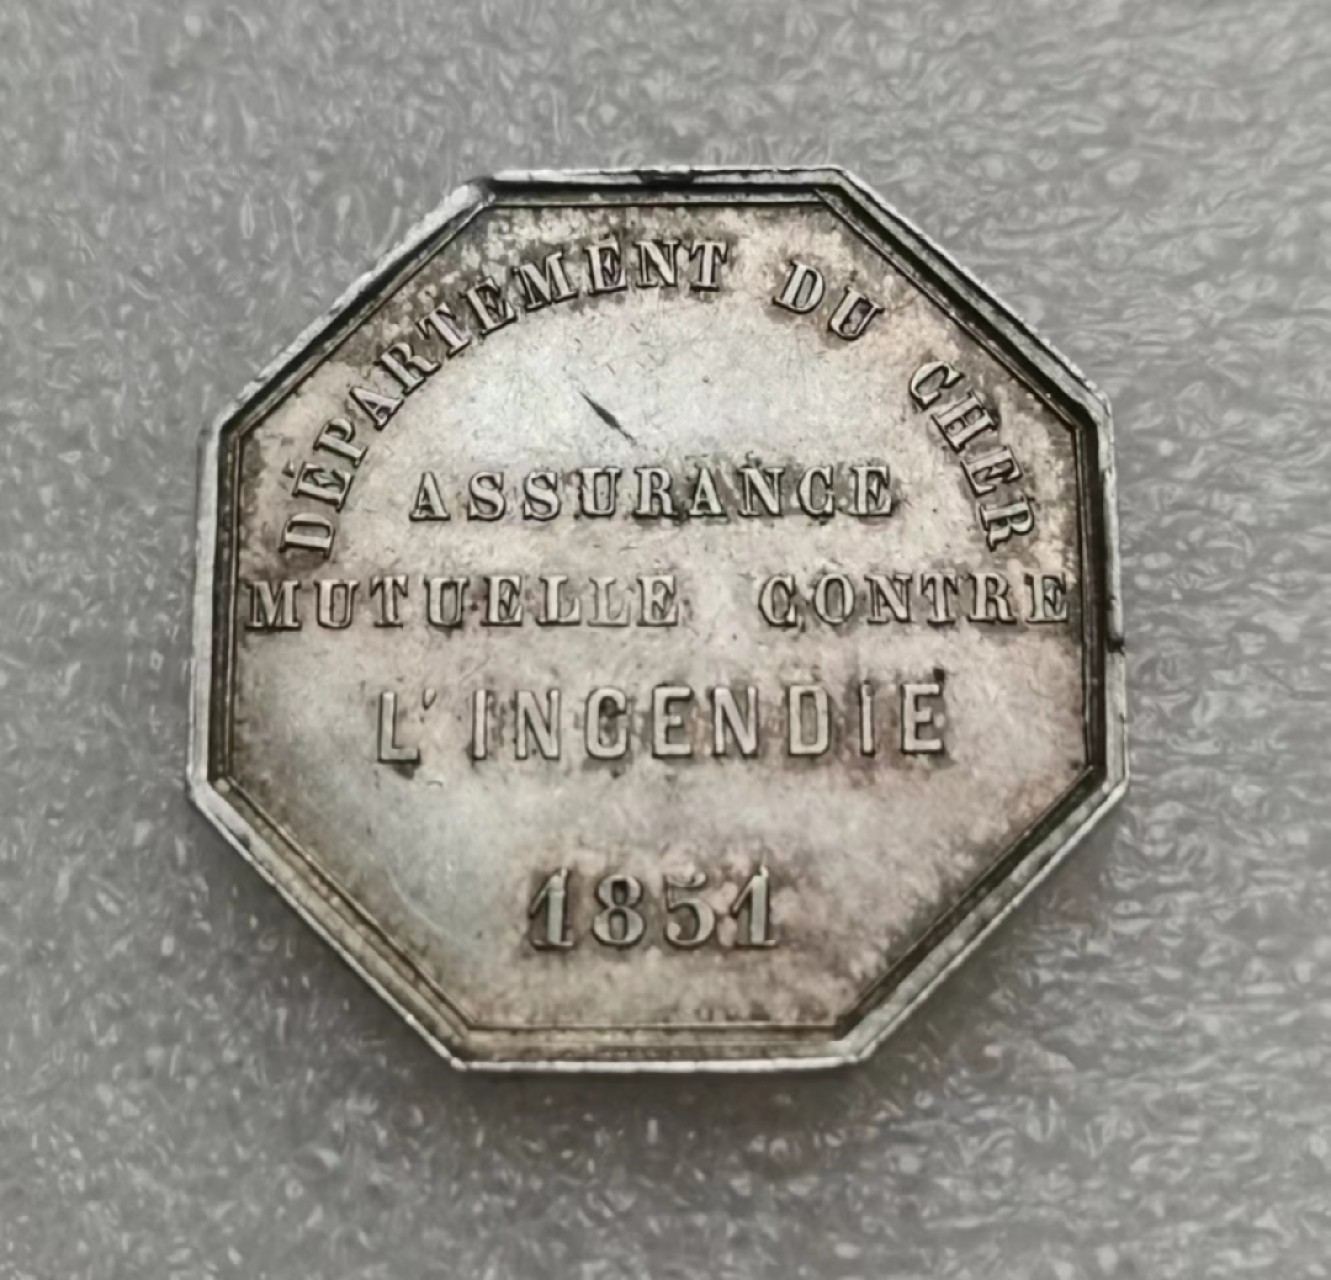 DÉPARTEMENT DU CHER
ASSURANCE
MUTUELLE CONTRE
L'INCENDIE
1851